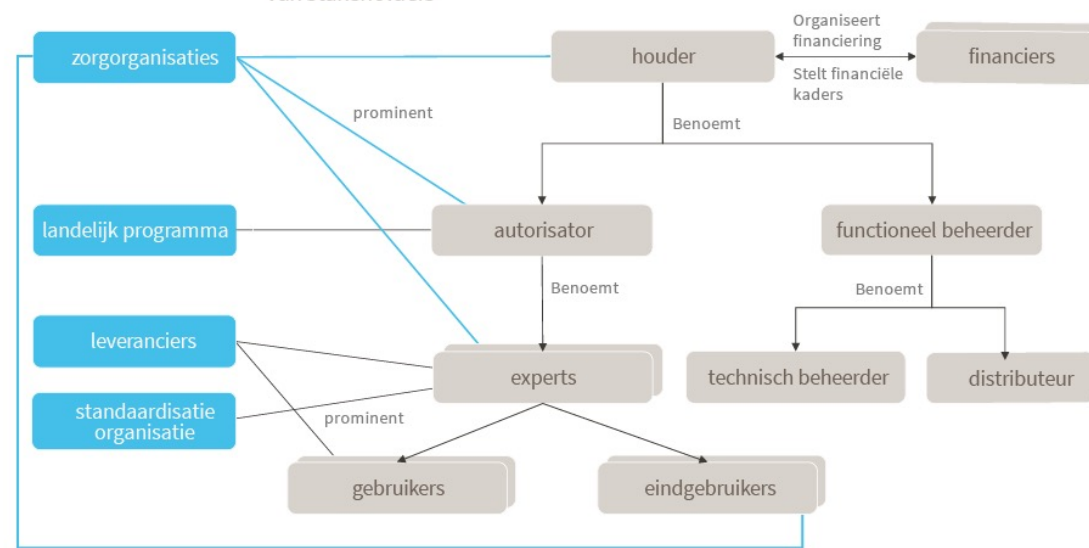 zorgorganisaties
houder
Organiseert
financiering
Stelt financiële
kaders
financiers
prominent
Benoemt
landelijk programma
autorisator
functioneel beheerder
Benoemt
Benoemt
leveranciers
experts
technisch beheerder
distributeur
standaardisatie
organisatie
prominent
gebruikers
eindgebruikers